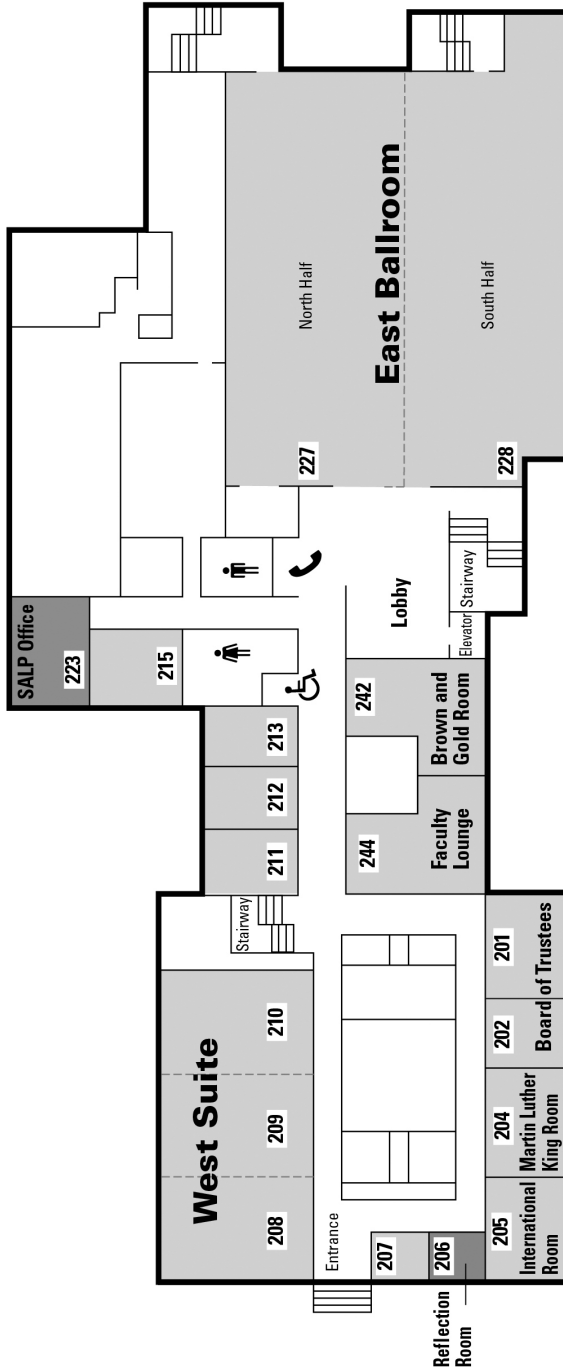 SALP Office
223
215
West Suite
208
209
210
Stairway
211
212
213
227
North Half
East Ballroom
228
South Half
Entrance
244
Faculty
Lounge
242
Brown and
Gold Room
Lobby
Elevator
Stairway
207
206
Reflection
Room
205
International
Room
204
Martin Luther
King Room
202
201
Board of Trustees